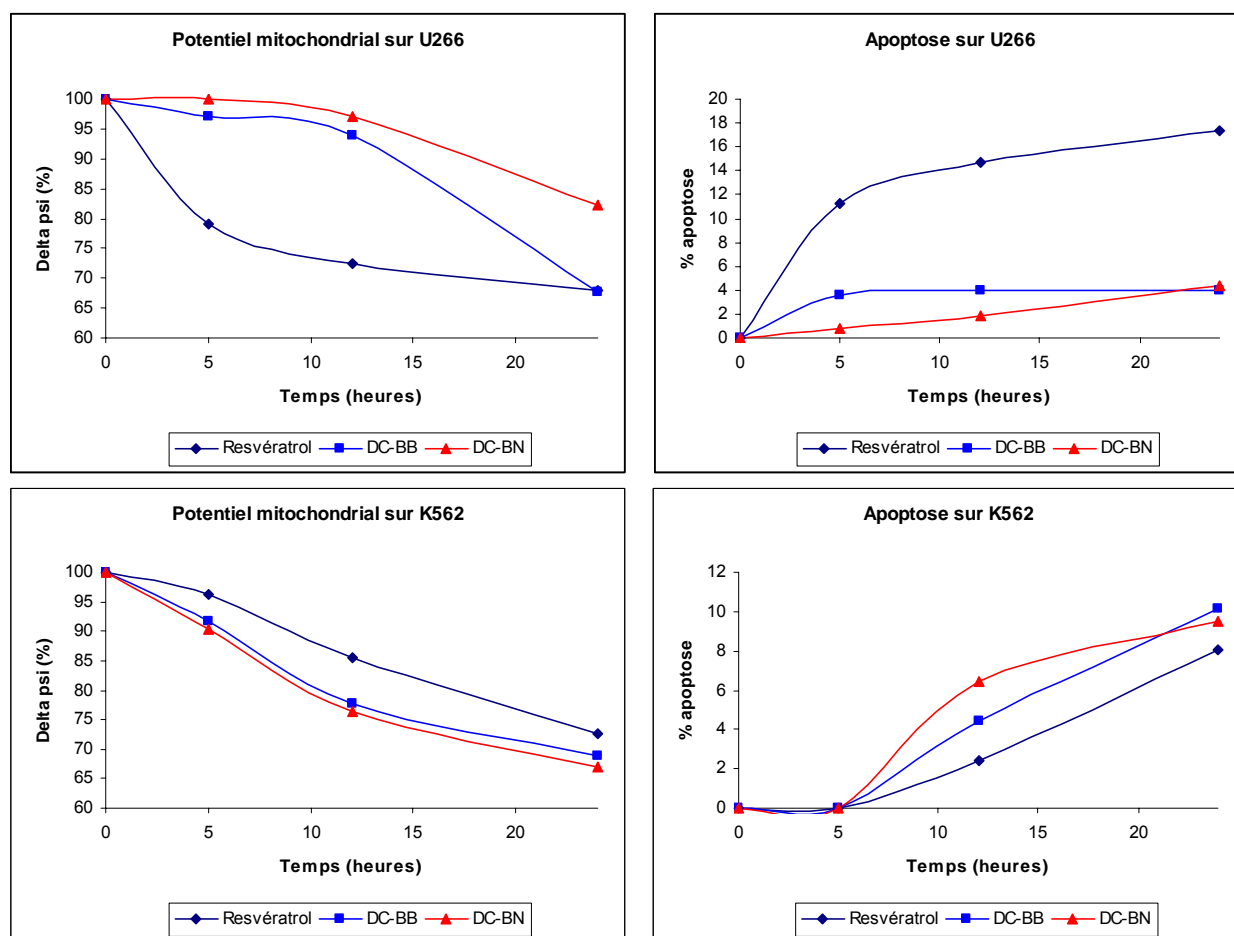 Potentiel mitochondrial sur U266
100
95
90
85
80
75
70
65
60
Delta psi (%)
0 5 10 15 20
Temps (heures)
Resvératrol DC-BB DC-BN
Apoptose sur U266
20
18
16
14
12
10
8
6
4
2
0
% apoptose
0 5 10 15 20
Temps (heures)
Resvératrol DC-BB DC-BN
Potentiel mitochondrial sur K562
100
95
90
85
80
75
70
65
60
Delta psi (%)
0 5 10 15 20
Temps (heures)
Resvératrol DC-BB DC-BN
Apoptose sur K562
12
10
8
6
4
2
0
% apoptose
0 5 10 15 20
Temps (heures)
Resvératrol DC-BB DC-BN